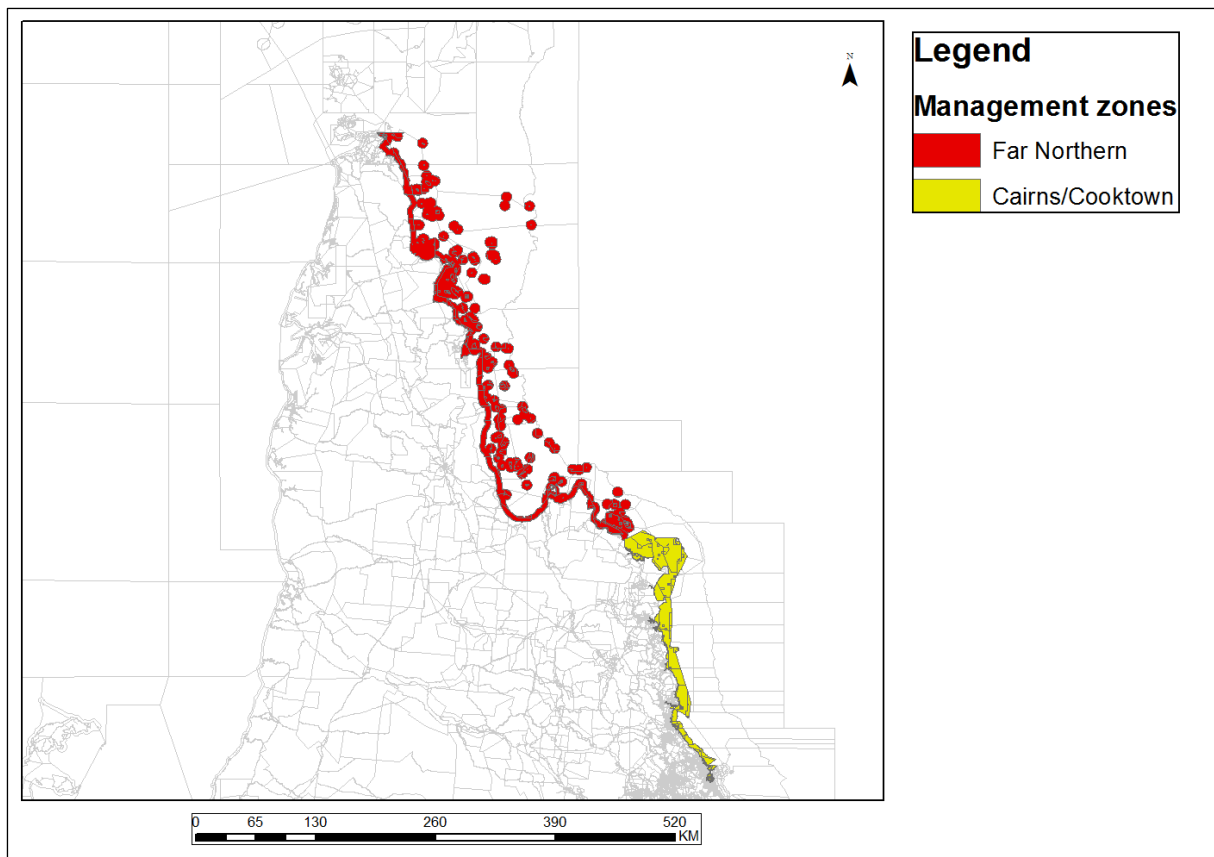 N
Legend
Management zones
Far Northern
Cairns/Cooktown
0 65 130 260 390 520
KM